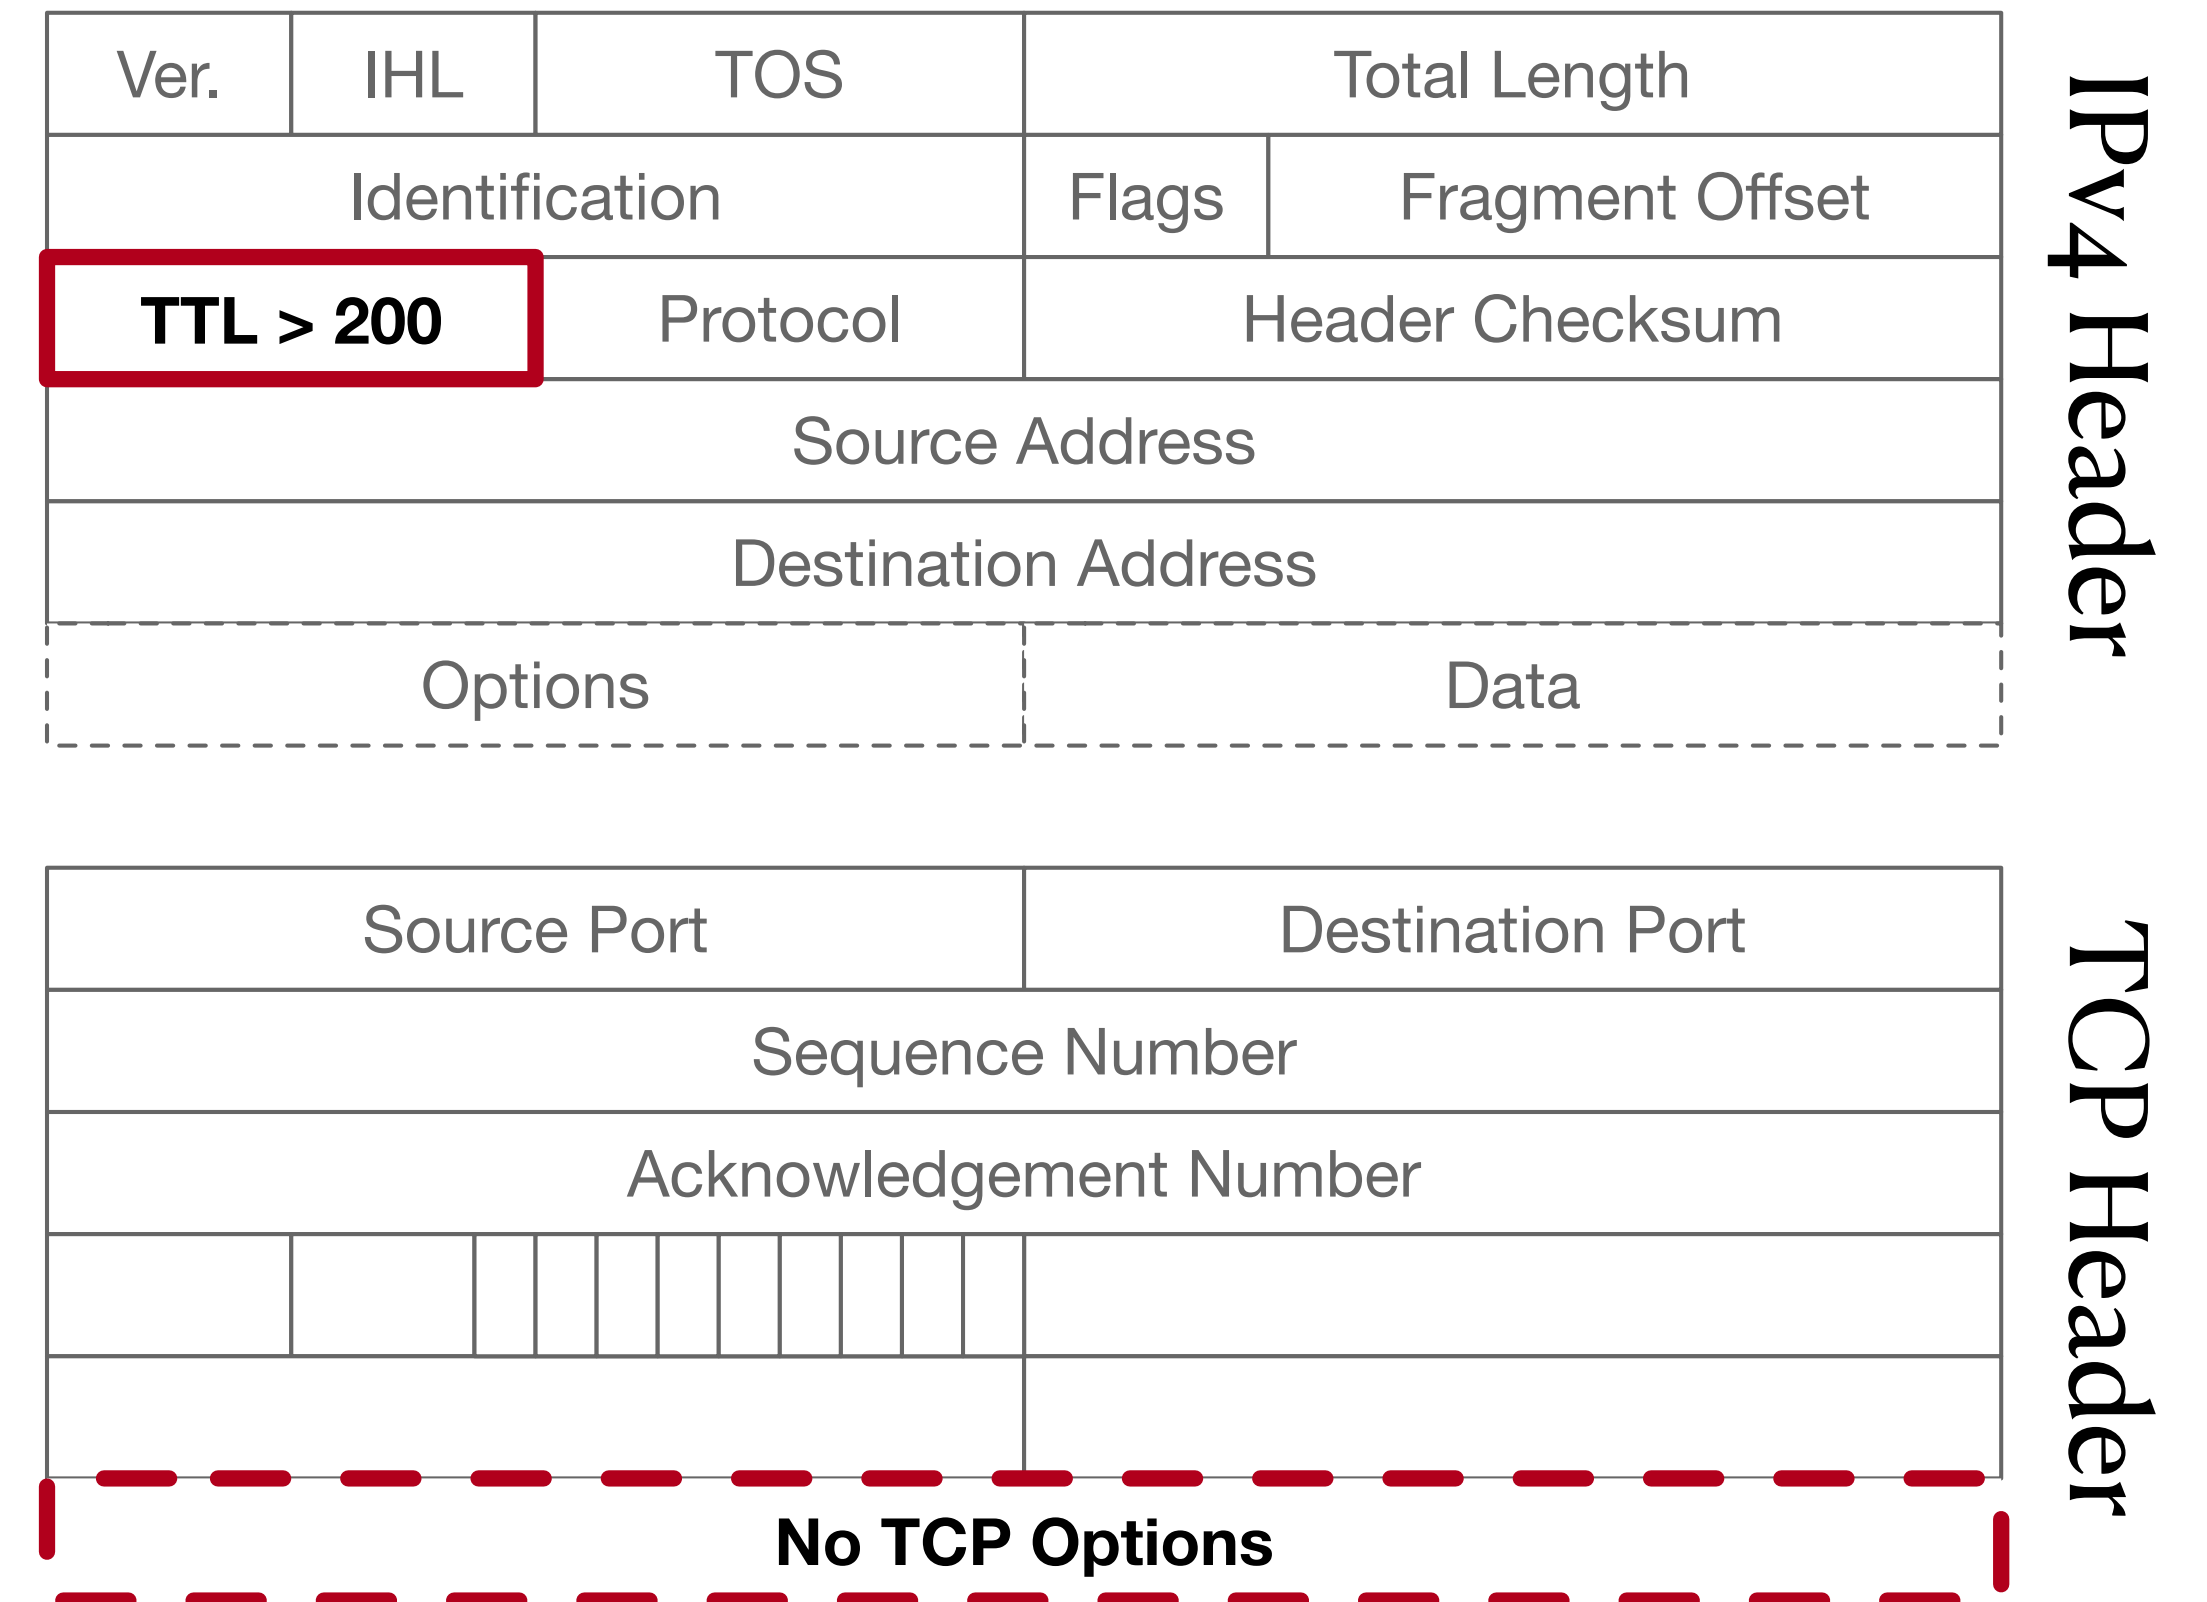 Ver. IHL TOS Total Length
Identification Flags Fragment Offset
TTL > 200 Protocol Header Checksum
Source Address
Destination Address
Options Data
IPv4 Header
Source Port Destination Port
Sequence Number
Acknowledgement Number
No TCP Options
TCP Header